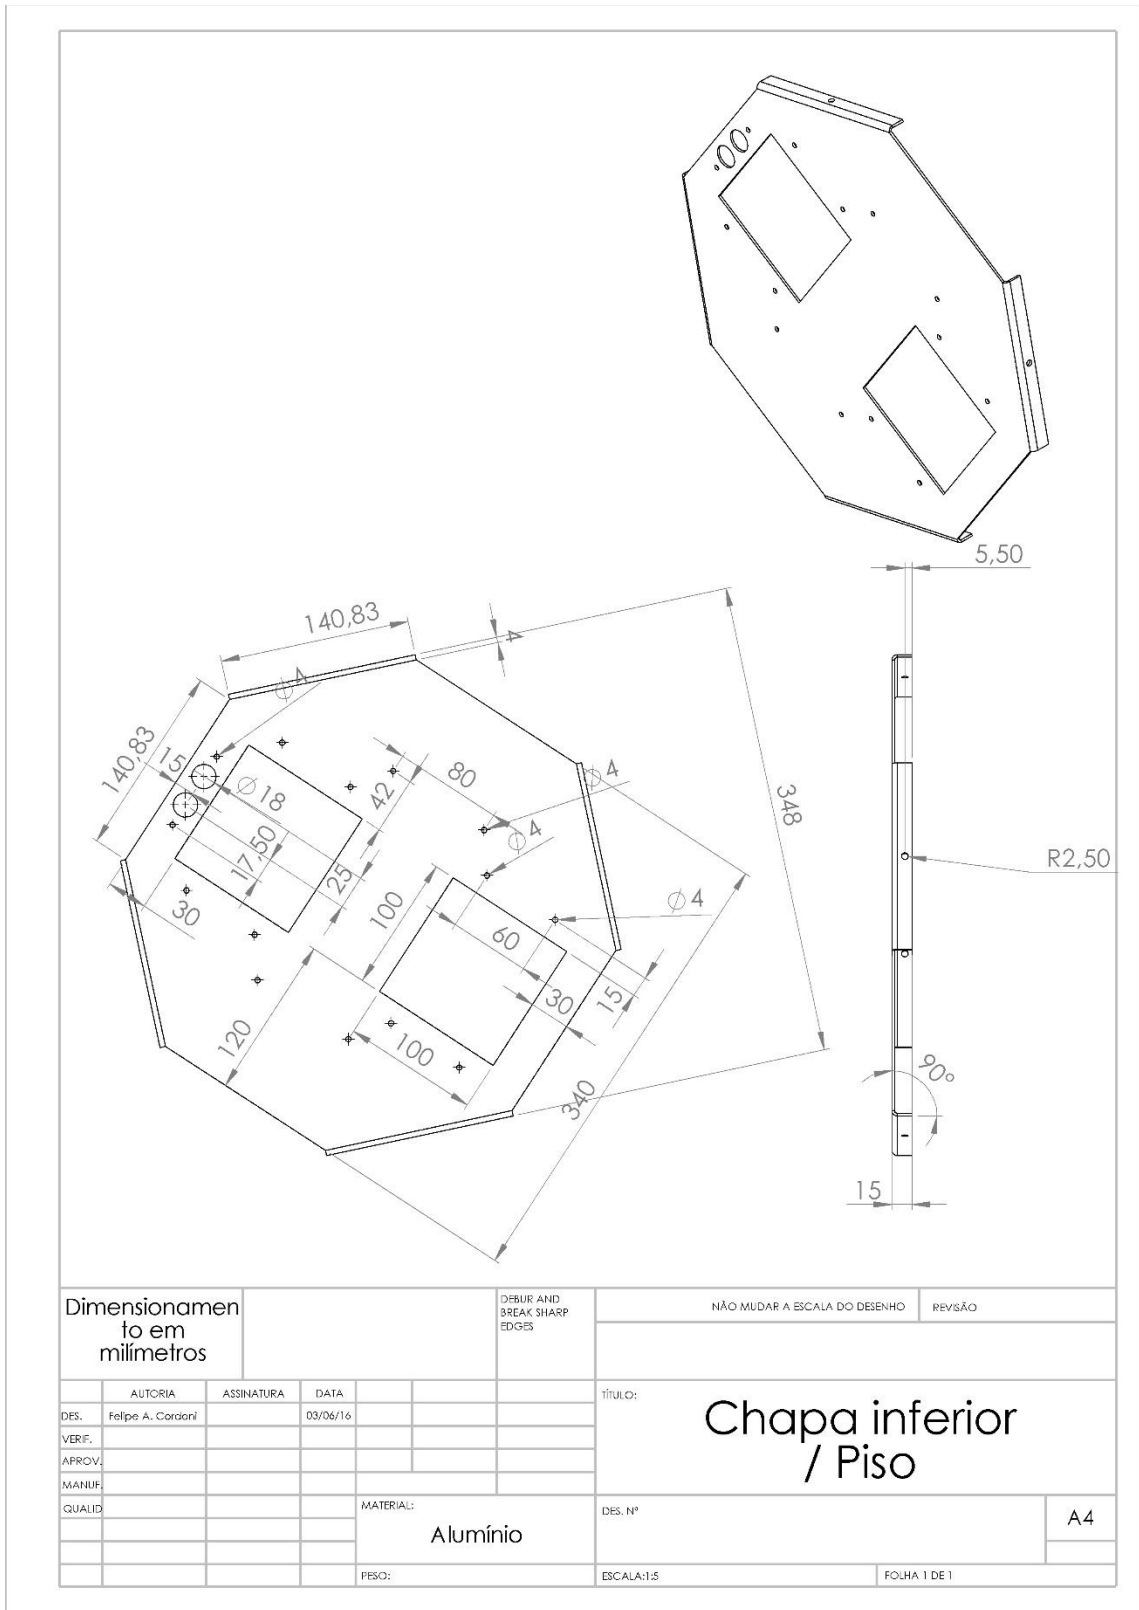 5,50
140,83
4
⌀ 4
140,83
15
⌀ 18
80
42
⌀ 4
348
⌀ 4
R2,50
17,50
25
30
100
⌀ 4
60
30
15
120
100
340
90°
15
Dimensionamen
to em
milímetros
DEBUR AND
BREAK SHARP
EDGES
NÃO MUDAR A ESCALA DO DESENHO
REVISÃO
AUTORIA
ASSINATURA
DATA
DES.
Felipe A. Cordoni
03/06/16
VERIF.
APROV.
MANUF.
QUALID
TÍTULO:
Chapa inferior
/ Piso
MATERIAL:
Alumínio
DES. Nº
A4
PESO:
ESCALA:1:5
FOLHA 1 DE 1